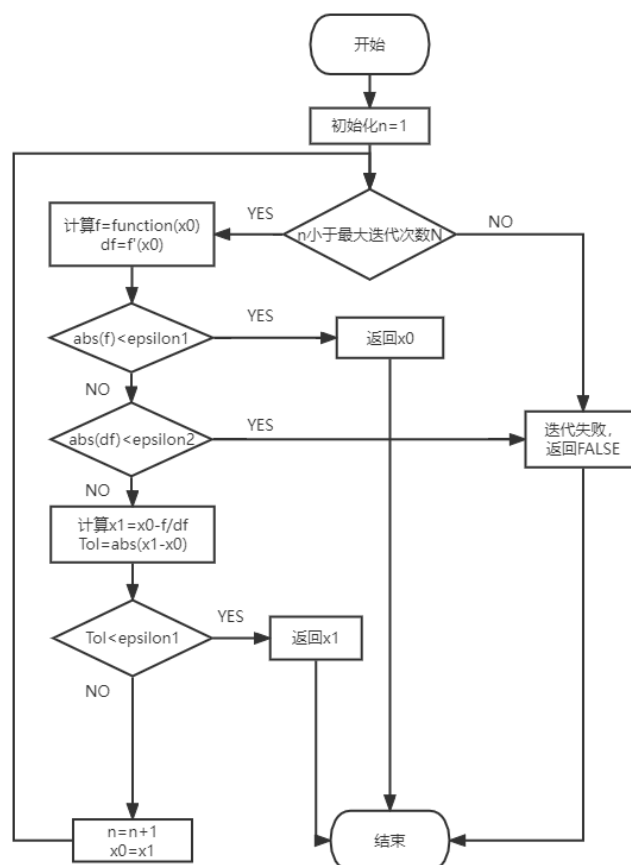 开始
初始化n=1
n小于最大迭代次数N
YES
NO
计算f=function(x0)
df=f'(x0)
abs(f)<epsilon1
YES
返回x0
NO
abs(df)<epsilon2
YES
迭代失败，
返回FALSE
NO
计算x1=x0-f/df
Tol=abs(x1-x0)
Tol<epsilon1
YES
返回x1
NO
n=n+1
x0=x1
结束